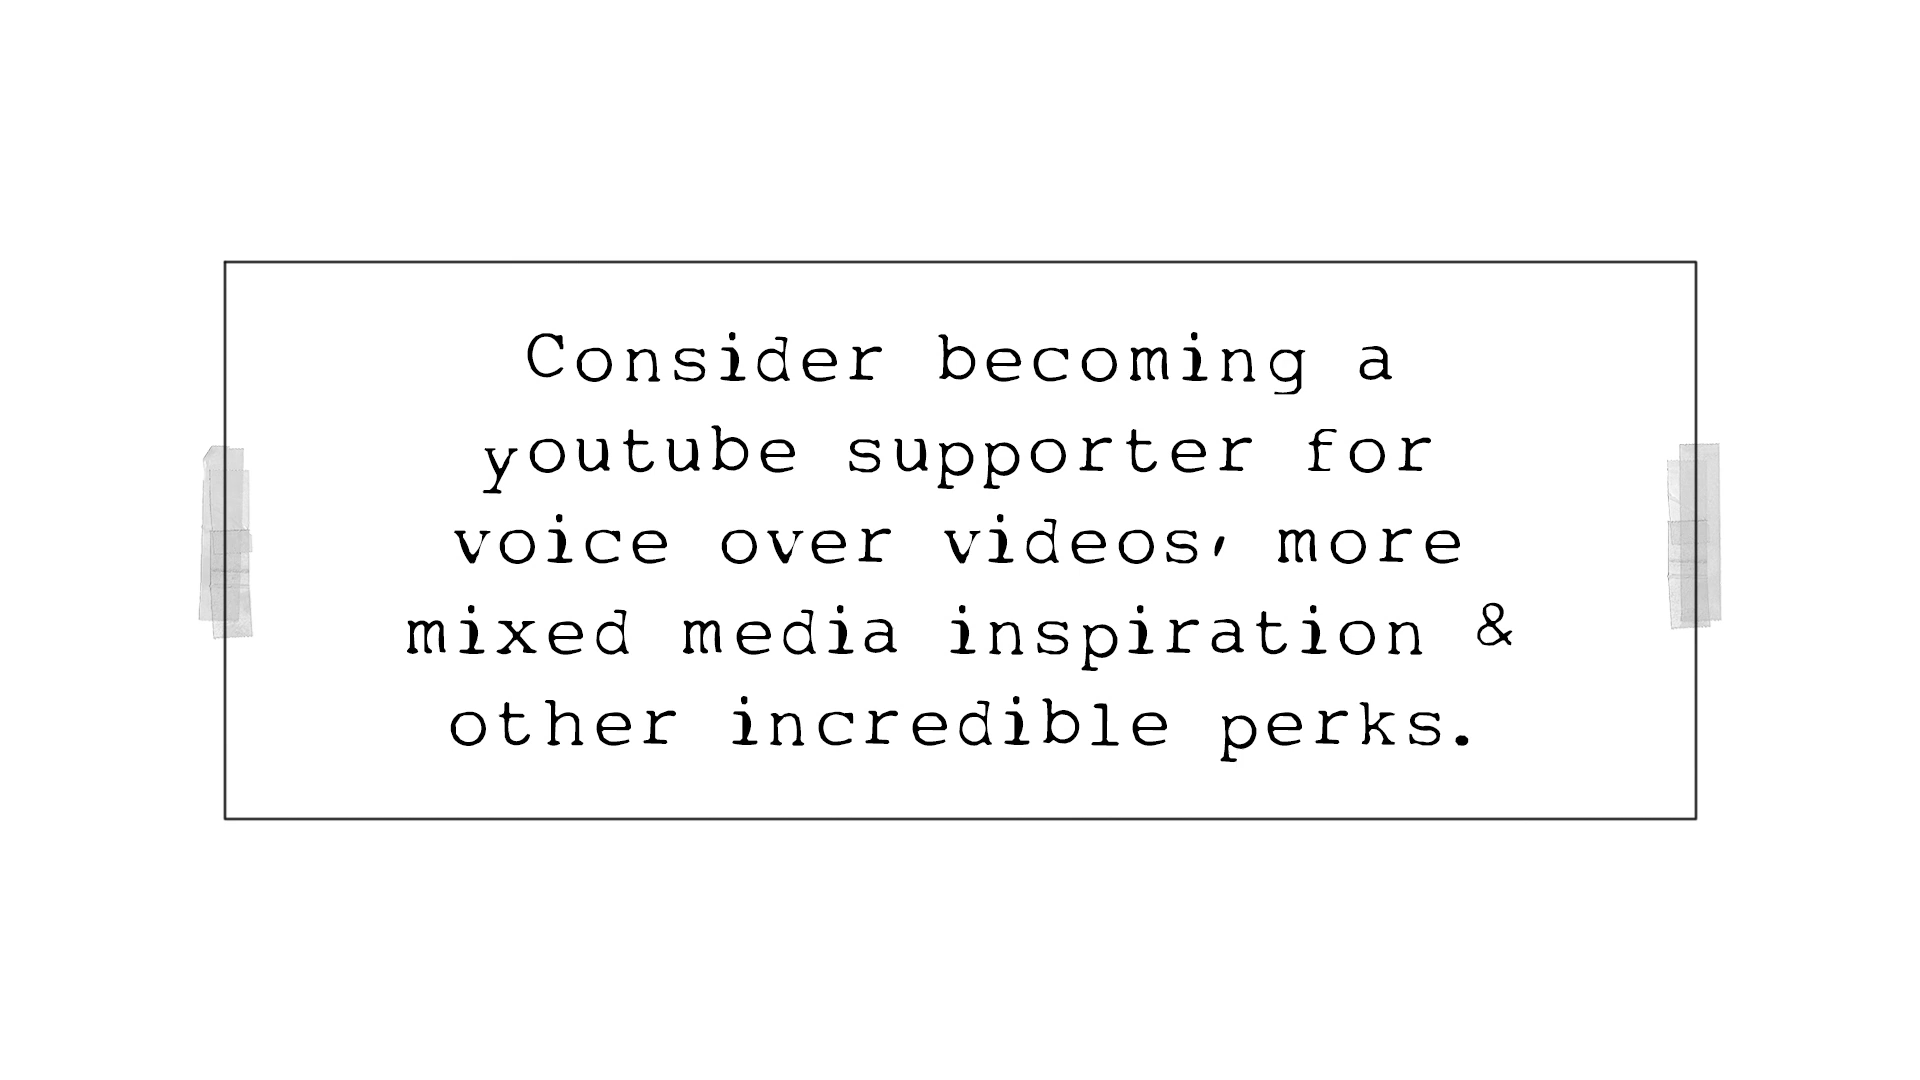 Consider becoming a
youtube supporter for
voice over videos, more
mixed media inspiration &
other incredible perks.